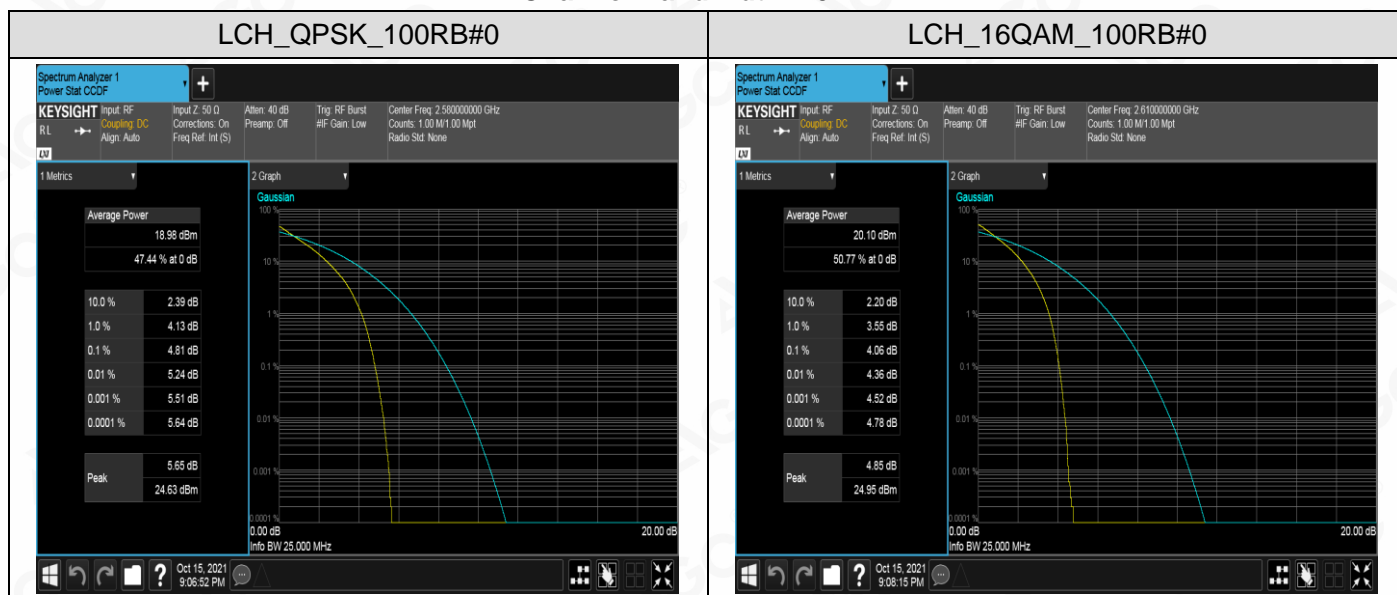 LCH_QPSK_100RB#0
LCH_16QAM_100RB#0
Spectrum Analyzer 1
Power Stat CCDF
+
KEYSIGHT
RL
LXI
Input: RF
Coupling: DC
Align: Auto
Input Z: 50 Ω
Corrections: On
Freq Ref: Int (S)
Atten: 40 dB
Preamp: Off
Trig: RF Burst
#IF Gain: Low
Center Freq: 2.580000000 GHz
Counts: 1.00 M/1.00 Mpt
Radio Std: None
1 Metrics
Average Power
18.98 dBm
47.44 % at 0 dB
10.0 % 2.39 dB
1.0 % 4.13 dB
0.1 % 4.81 dB
0.01 % 5.24 dB
0.001 % 5.51 dB
0.0001 % 5.64 dB
Peak
5.65 dB
24.63 dBm
2 Graph
Gaussian
100 %
10 %
1 %
0.1 %
0.01 %
0.001 %
0.0001 %
0.00 dB 20.00 dB
Info BW 25.000 MHz
?
Oct 15, 2021
9:06:52 PM
Spectrum Analyzer 1
Power Stat CCDF
+
KEYSIGHT
RL
LXI
Input: RF
Coupling: DC
Align: Auto
Input Z: 50 Ω
Corrections: On
Freq Ref: Int (S)
Atten: 40 dB
Preamp: Off
Trig: RF Burst
#IF Gain: Low
Center Freq: 2.610000000 GHz
Counts: 1.00 M/1.00 Mpt
Radio Std: None
1 Metrics
Average Power
20.10 dBm
50.77 % at 0 dB
10.0 % 2.20 dB
1.0 % 3.55 dB
0.1 % 4.06 dB
0.01 % 4.36 dB
0.001 % 4.52 dB
0.0001 % 4.78 dB
Peak
4.85 dB
24.95 dBm
2 Graph
Gaussian
100 %
10 %
1 %
0.1 %
0.01 %
0.001 %
0.0001 %
0.00 dB 20.00 dB
Info BW 25.000 MHz
?
Oct 15, 2021
9:08:15 PM